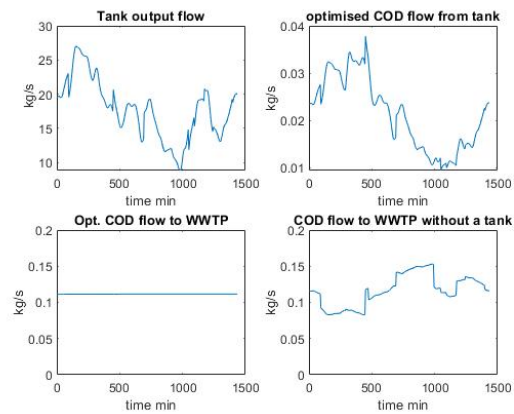 Tank output flow
30
25
20
15
10
kg/s
0 500 1000 1500
time min
optimised COD flow from tank
0.04
0.03
0.02
0.01
kg/s
0 500 1000 1500
time min
Opt. COD flow to WWTP
0.2
0.15
0.1
0.05
0
kg/s
0 500 1000 1500
time min
COD flow to WWTP without a tank
0.2
0.15
0.1
0.05
0
kg/s
0 500 1000 1500
time min